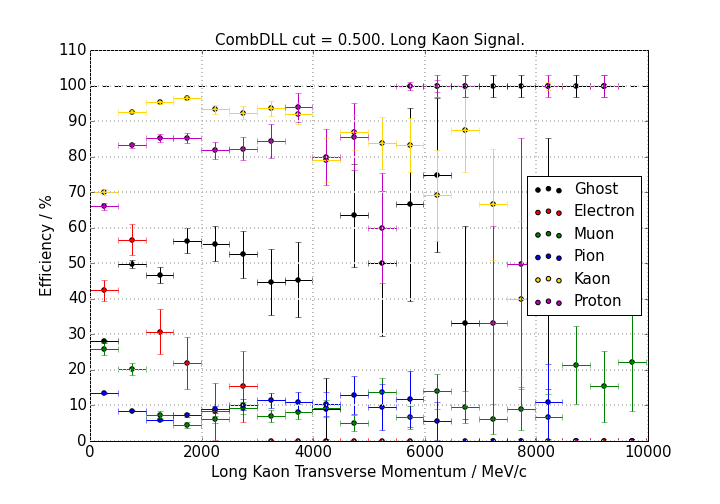 CombDLL cut = 0.500. Long Kaon Signal.
110
100
90
80
70
60
50
40
30
20
10
0
Efficiency / %
Ghost
Electron
Muon
Pion
Kaon
Proton
0 2000 4000 6000 8000 10000
Long Kaon Transverse Momentum / MeV/c